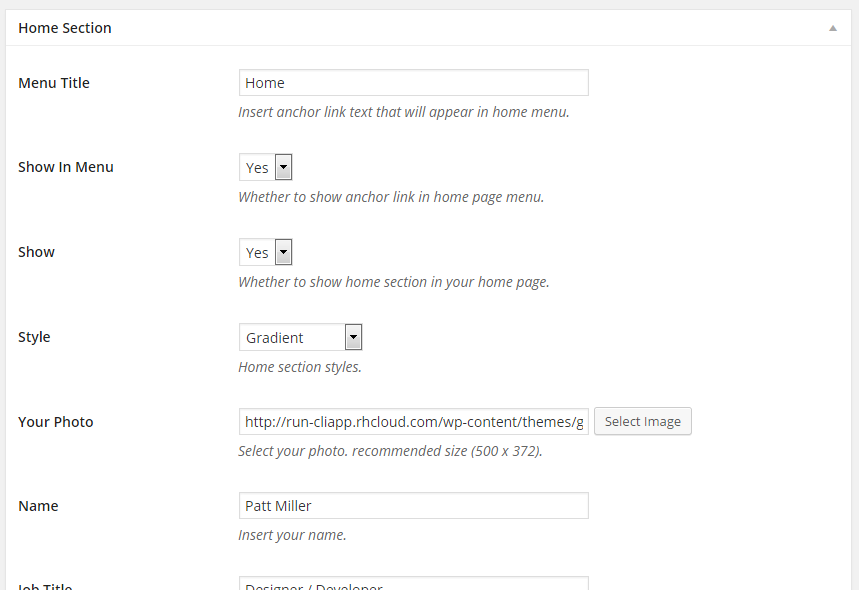 Home Section
Menu Title
Home
Insert anchor link text that will appear in home menu.
Show In Menu
Yes
Whether to show anchor link in home page menu.
Show
Yes
Whether to show home section in your home page.
Style
Gradient
Home section styles.
Your Photo
http://run-cliapp.rhcloud.com/wp-content/themes/g
Select Image
Select your photo. recommended size (500 x 372).
Name
Patt Miller
Insert your name.
Job Title
Designer / Developer